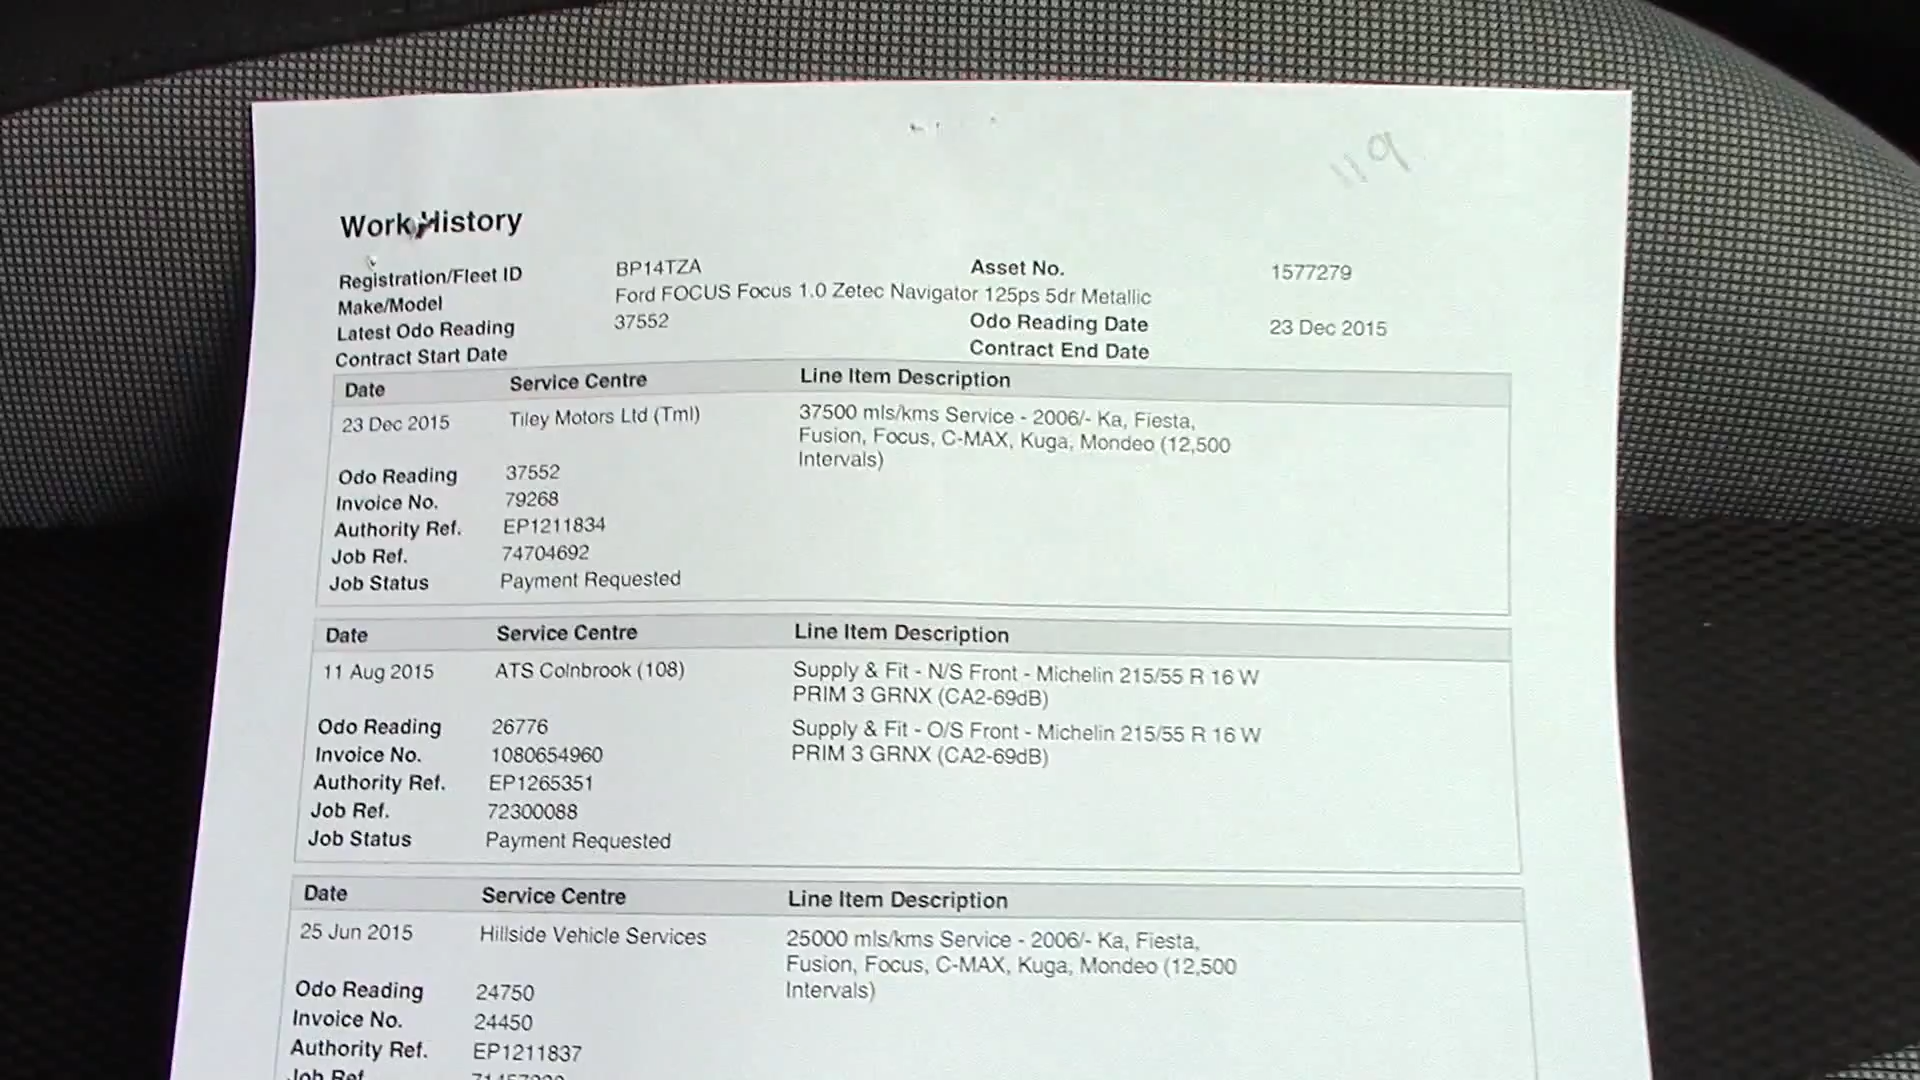 119
Work History
Registration/Fleet ID BP14TZA Asset No. 1577279
Make/Model Ford FOCUS Focus 1.0 Zetec Navigator 125ps 5dr Metallic
Latest Odo Reading 37552 Odo Reading Date 23 Dec 2015
Contract Start Date Contract End Date
Date Service Centre Line Item Description
23 Dec 2015 Tiley Motors Ltd (Tml) 37500 mls/kms Service - 2006/- Ka, Fiesta,
Fusion, Focus, C-MAX, Kuga, Mondeo (12,500
Intervals)
Odo Reading 37552
Invoice No. 79268
Authority Ref. EP1211834
Job Ref. 74704692
Job Status Payment Requested
Date Service Centre Line Item Description
11 Aug 2015 ATS Colnbrook (108) Supply & Fit - N/S Front - Michelin 215/55 R 16 W
PRIM 3 GRNX (CA2-69dB)
Odo Reading 26776 Supply & Fit - O/S Front - Michelin 215/55 R 16 W
Invoice No. 1080654960 PRIM 3 GRNX (CA2-69dB)
Authority Ref. EP1265351
Job Ref. 72300088
Job Status Payment Requested
Date Service Centre Line Item Description
25 Jun 2015 Hillside Vehicle Services 25000 mls/kms Service - 2006/- Ka, Fiesta,
Fusion, Focus, C-MAX, Kuga, Mondeo (12,500
Odo Reading 24750 Intervals)
Invoice No. 24450
Authority Ref. EP1211837
Job Ref